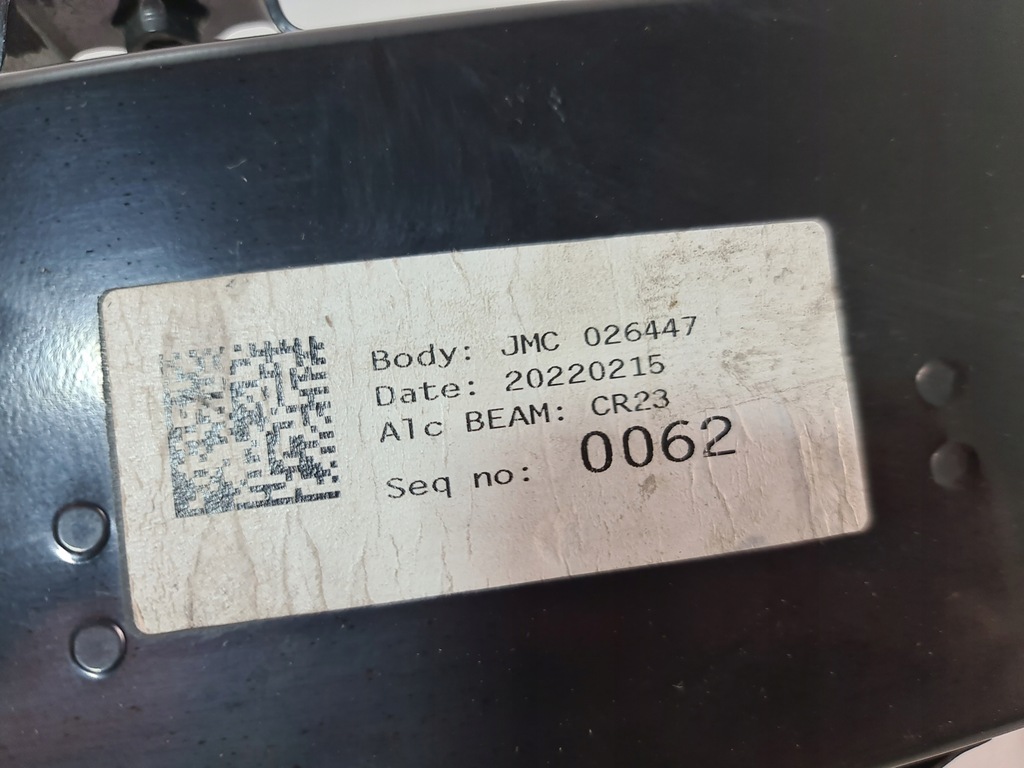 Body: JMC 026447
Date: 20220215
Alc BEAM: CR23
Seq no: 0062